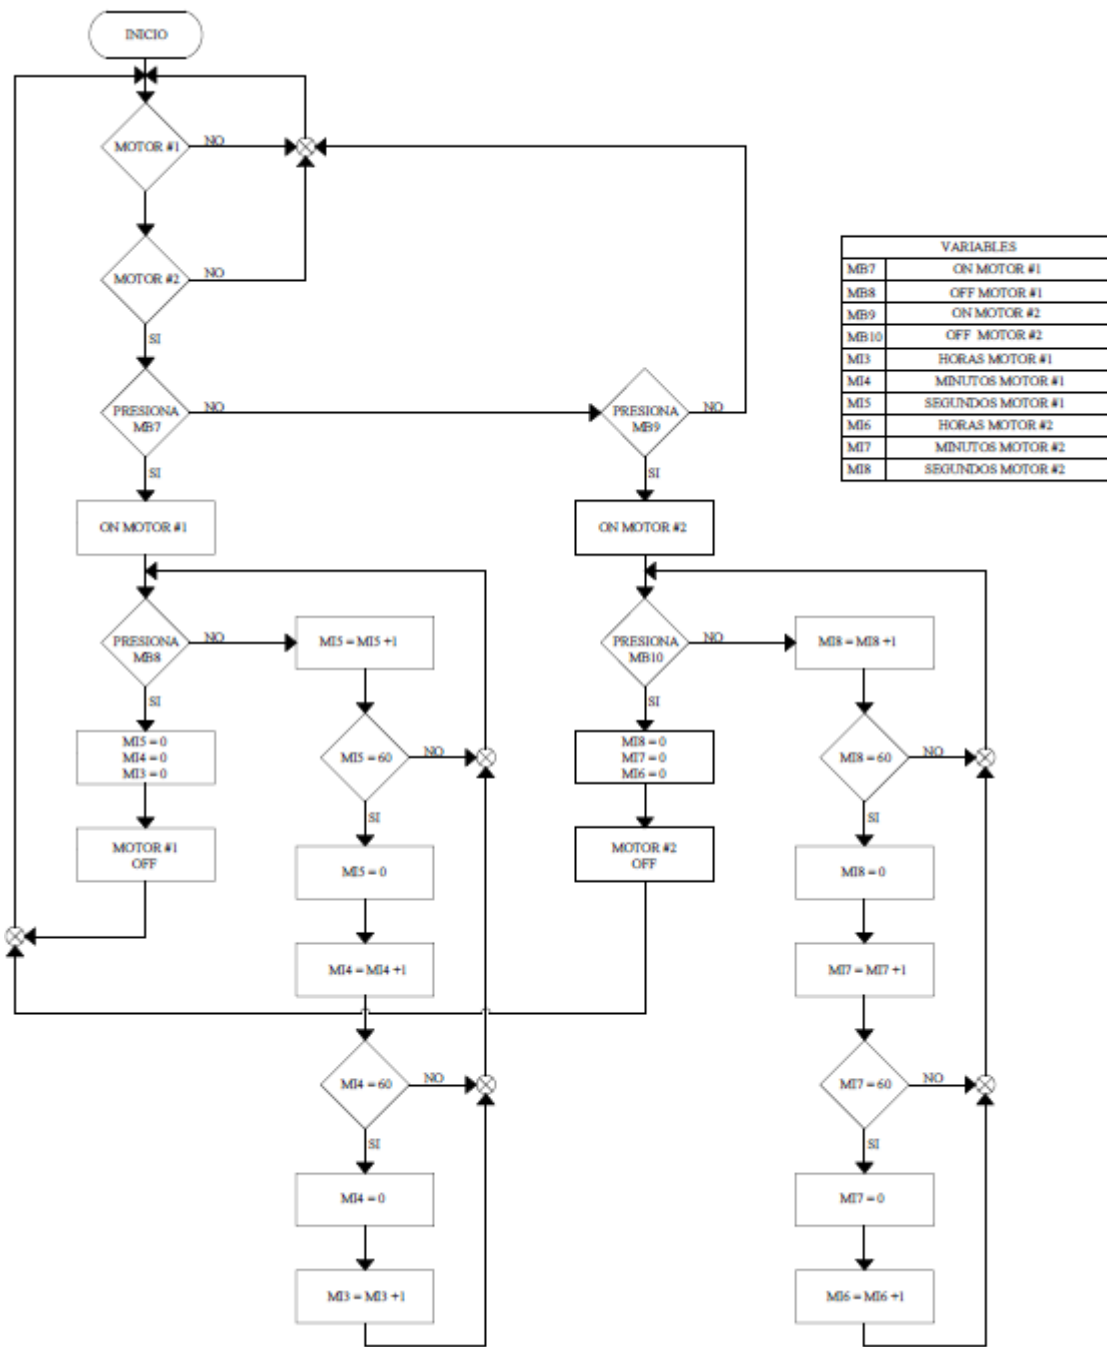 INICIO
MOTOR #1
NO
MOTOR #2
NO
SI
PRESIONA
MB7
NO
SI
PRESIONA
MB9
NO
SI
ON MOTOR #1
ON MOTOR #2
PRESIONA
MB8
NO
SI
MI5 = MI5 +1
MI5 = 0
MI4 = 0
MI3 = 0
MI5 = 60
NO
SI
MOTOR #1
OFF
MI5 = 0
MI4 = MI4 +1
MI4 = 60
NO
SI
MI4 = 0
MI3 = MI3 +1
PRESIONA
MB10
NO
SI
MI8 = MI8 +1
MI8 = 0
MI7 = 0
MI6 = 0
MI8 = 60
NO
SI
MOTOR #2
OFF
MI8 = 0
MI7 = MI7 +1
MI7 = 60
NO
SI
MI7 = 0
MI6 = MI6 +1
VARIABLES
MB7 ON MOTOR #1
MB8 OFF MOTOR #1
MB9 ON MOTOR #2
MB10 OFF MOTOR #2
MI3 HORAS MOTOR #1
MI4 MINUTOS MOTOR #1
MI5 SEGUNDOS MOTOR #1
MI6 HORAS MOTOR #2
MI7 MINUTOS MOTOR #2
MI8 SEGUNDOS MOTOR #2